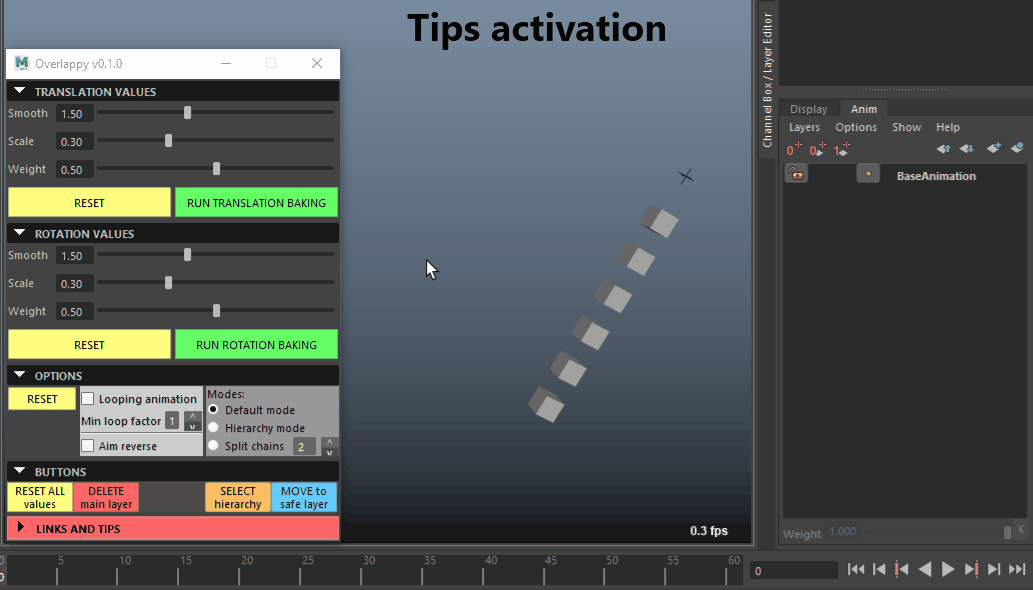 Tips activation
Overlappy v0.1.0
TRANSLATION VALUES
Smooth 1.50
Scale 0.30
Weight 0.50
RESET RUN TRANSLATION BAKING
ROTATION VALUES
Smooth 1.50
Scale 0.30
Weight 0.50
RESET RUN ROTATION BAKING
OPTIONS
RESET
Looping animation
Min loop factor 1
Aim reverse
Modes:
Default mode
Hierarchy mode
Split chains 2
BUTTONS
RESET ALL
values
DELETE
main layer
SELECT
hierarchy
MOVE to
safe layer
LINKS AND TIPS
0.3 fps
Channel Box / Layer Editor
Display Anim
Layers Options Show Help
0 0 1
BaseAnimation
Weight 1.000 K
0 5 10 15 20 25 30 35 40 45 50 55 60
0 0